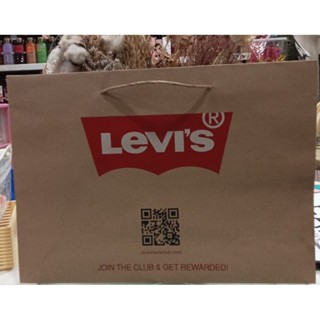 LEVI'S®
JOIN THE CLUB & GET REWARDED!